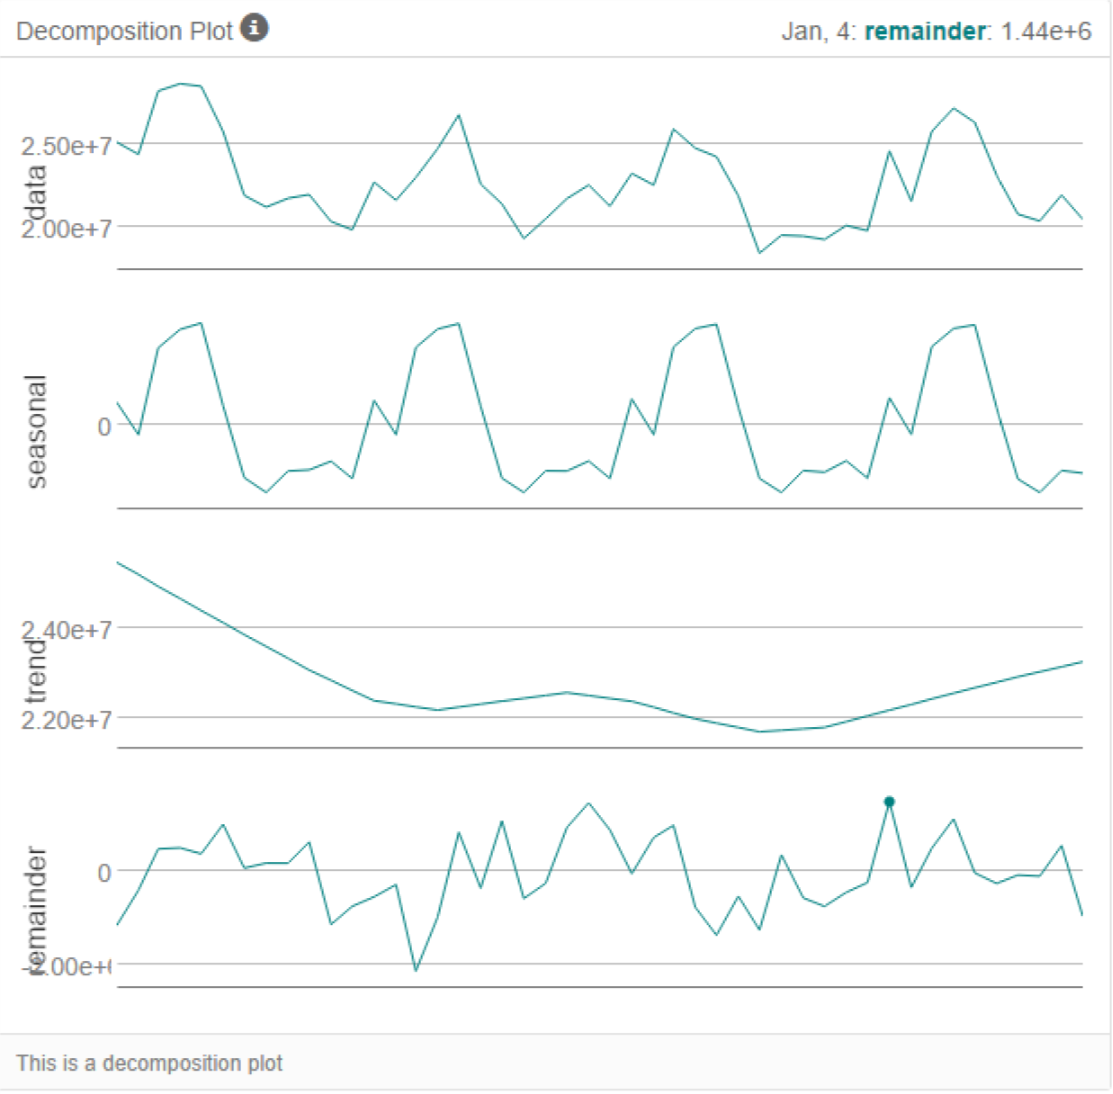 Decomposition Plot i
Jan, 4: remainder: 1.44e+6
2.50e+7
data
2.00e+7
0
seasonal
2.40e+7
trend
2.20e+7
0
remainder
-2.00e+
This is a decomposition plot